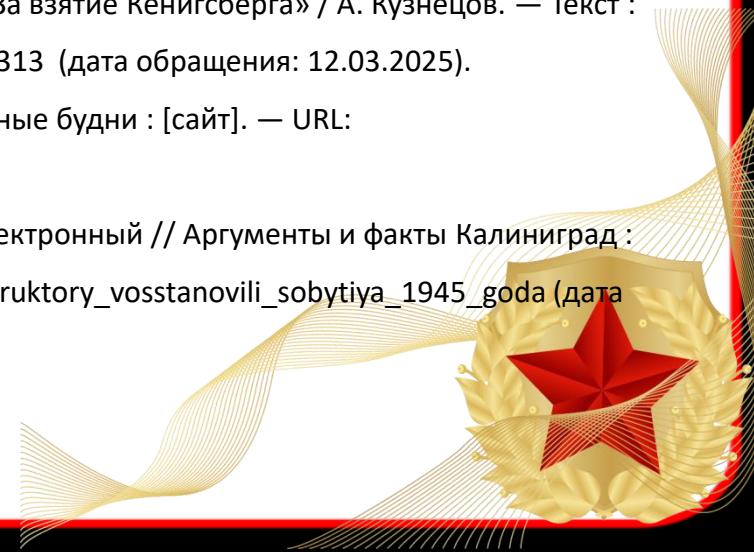 За взятие Кенигсберга» / А. Кузнецов. — Текст :
313 (дата обращения: 12.03.2025).
ные будни : [сайт]. — URL:
ектронный // Аргументы и факты Калиниград :
ruktory_vosstanovili_sobytiya_1945_goda (дата